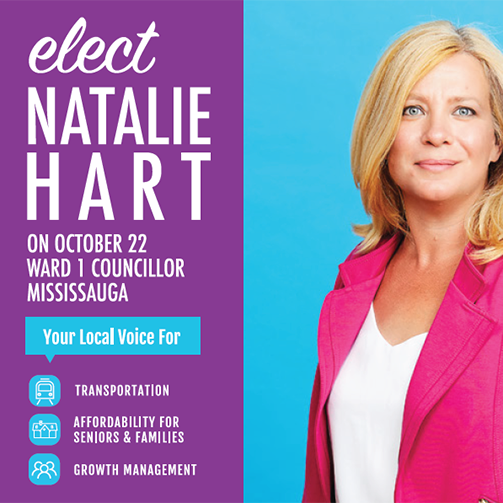 elect
NATALIE
HART
ON OCTOBER 22
WARD 1 COUNCILLOR
MISSISSAUGA
Your Local Voice For
TRANSPORTATION
AFFORDABILITY FOR
SENIORS & FAMILIES
GROWTH MANAGEMENT